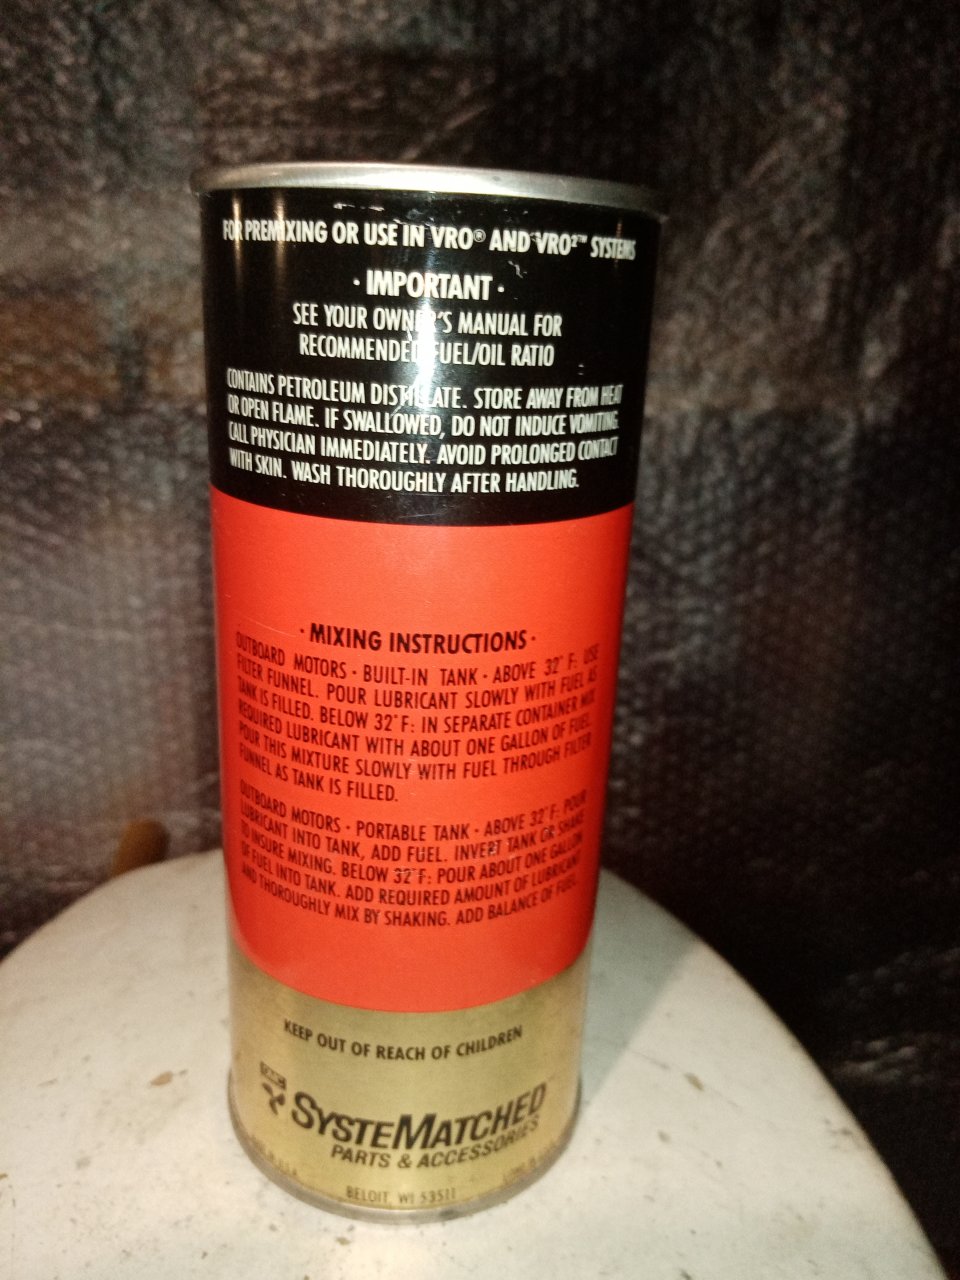 FOR PREMIXING OR USE IN VRO® AND VRO²™ SYSTEMS
· IMPORTANT ·
SEE YOUR OWNER'S MANUAL FOR
RECOMMENDED FUEL/OIL RATIO
CONTAINS PETROLEUM DISTILLATE. STORE AWAY FROM HEAT
OR OPEN FLAME. IF SWALLOWED, DO NOT INDUCE VOMITING.
CALL PHYSICIAN IMMEDIATELY. AVOID PROLONGED CONTACT
WITH SKIN. WASH THOROUGHLY AFTER HANDLING.
· MIXING INSTRUCTIONS ·
OUTBOARD MOTORS · BUILT-IN TANK · ABOVE 32°F: USE
FILTER FUNNEL. POUR LUBRICANT SLOWLY WITH FUEL AS
TANK IS FILLED. BELOW 32°F: IN SEPARATE CONTAINER MIX
REQUIRED LUBRICANT WITH ABOUT ONE GALLON OF FUEL.
POUR THIS MIXTURE SLOWLY WITH FUEL THROUGH FILTER
FUNNEL AS TANK IS FILLED.
OUTBOARD MOTORS · PORTABLE TANK · ABOVE 32°F: POUR
LUBRICANT INTO TANK, ADD FUEL. INVERT TANK OR SHAKE
TO INSURE MIXING. BELOW 32°F: POUR ABOUT ONE GALLON
OF FUEL INTO TANK. ADD REQUIRED AMOUNT OF LUBRICANT
AND THOROUGHLY MIX BY SHAKING. ADD BALANCE OF FUEL.
KEEP OUT OF REACH OF CHILDREN
SYSTEMATCHED
PARTS & ACCESSORIES
BELOIT, WI 53511